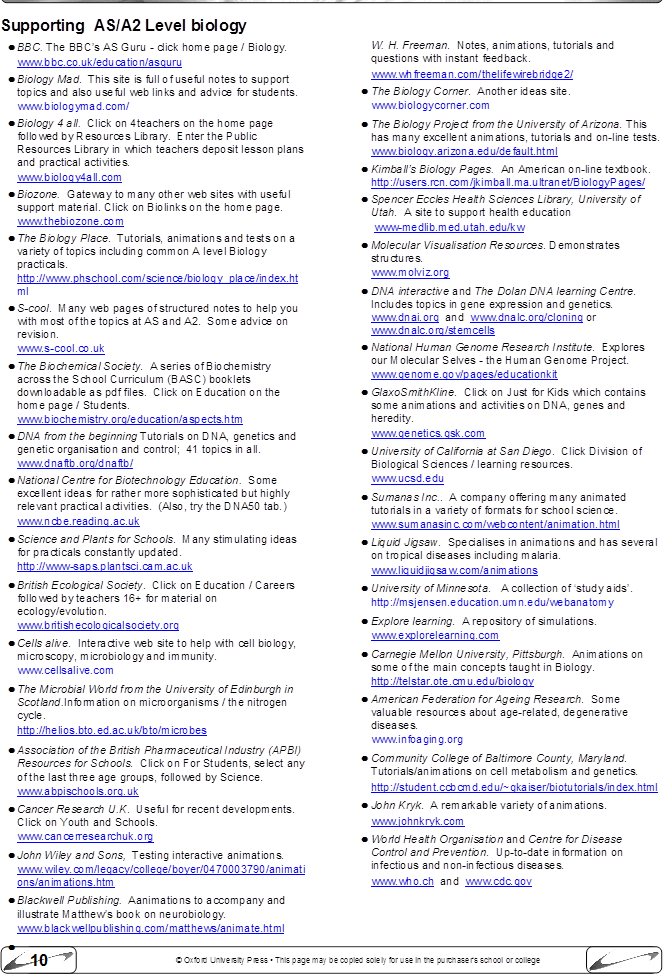 Supporting AS/A2 Level biology
BBC. The BBC's AS Guru - click home page / Biology.
www.bbc.co.uk/education/asguru
Biology Mad. This site is full of useful notes to support
topics and also useful web links and advice for students.
www.biologymad.com/
Biology 4 all. Click on 4teachers on the home page
followed by Resources Library. Enter the Public
Resources Library in which teachers deposit lesson plans
and practical activities.
www.biology4all.com
Biozone. Gateway to many other web sites with useful
support material. Click on Biolinks on the home page.
www.thebiozone.com
The Biology Place. Tutorials, animations and tests on a
variety of topics including common A level Biology
practicals.
http://www.phschool.com/science/biology_place/index.ht
ml
S-cool. Many web pages of structured notes to help you
with most of the topics at AS and A2. Some advice on
revision.
www.s-cool.co.uk
The Biochemical Society. A series of Biochemistry
across the School Curriculum (BASC) booklets
downloadable as pdf files. Click on Education on the
home page / Students.
www.biochemistry.org/education/aspects.htm
DNA from the beginning Tutorials on DNA, genetics and
genetic organisation and control; 41 topics in all.
www.dnaftb.org/dnaftb/
National Centre for Biotechnology Education. Some
excellent ideas for rather more sophisticated but highly
relevant practical activities. (Also, try the DNA50 tab.)
www.ncbe.reading.ac.uk
Science and Plants for Schools. Many stimulating ideas
for practicals constantly updated.
http://www-saps.plantsci.cam.ac.uk
British Ecological Society. Click on Education / Careers
followed by teachers 16+ for material on
ecology/evolution.
www.britishecologicalsociety.org
Cells alive. Interactive web site to help with cell biology,
microscopy, microbiology and immunity.
www.cellsalive.com
The Microbial World from the University of Edinburgh in
Scotland.Information on microorganisms / the nitrogen
cycle.
http://helios.bto.ed.ac.uk/bto/microbes
Association of the British Pharmaceutical Industry (APBI)
Resources for Schools. Click on For Students, select any
of the last three age groups, followed by Science.
www.abpischools.org.uk
Cancer Research U.K. Useful for recent developments.
Click on Youth and Schools.
www.cancerresearchuk.org
John Wiley and Sons, Testing interactive animations.
www.wiley.com/legacy/college/boyer/0470003790/animati
ons/animations.htm
Blackwell Publishing. Aanimations to accompany and
illustrate Matthew's book on neurobiology.
www.blackwellpublishing.com/matthews/animate.html
W. H. Freeman. Notes, animations, tutorials and
questions with instant feedback.
www.whfreeman.com/thelifewirebridge2/
The Biology Corner. Another ideas site.
www.biologycorner.com
The Biology Project from the University of Arizona. This
has many excellent animations, tutorials and on-line tests.
www.biology.arizona.edu/default.html
Kimball's Biology Pages. An American on-line textbook.
http://users.rcn.com/jkimball.ma.ultranet/BiologyPages/
Spencer Eccles Health Sciences Library, University of
Utah. A site to support health education
www-medlib.med.utah.edu/kw
Molecular Visualisation Resources. Demonstrates
structures.
www.molviz.org
DNA interactive and The Dolan DNA learning Centre.
Includes topics in gene expression and genetics.
www.dnai.org and www.dnalc.org/cloning or
www.dnalc.org/stemcells
National Human Genome Research Institute. Explores
our Molecular Selves - the Human Genome Project.
www.genome.gov/pages/educationkit
GlaxoSmithKline. Click on Just for Kids which contains
some animations and activities on DNA, genes and
heredity.
www.genetics.gsk.com
University of California at San Diego. Click Division of
Biological Sciences / learning resources.
www.ucsd.edu
Sumanas Inc.. A company offering many animated
tutorials in a variety of formats for school science.
www.sumanasinc.com/webcontent/animation.html
Liquid Jigsaw. Specialises in animations and has several
on tropical diseases including malaria.
www.liquidjigsaw.com/animations
University of Minnesota. A collection of 'study aids'.
http://msjensen.education.umn.edu/webanatomy
Explore learning. A repository of simulations.
www.explorelearning.com
Carnegie Mellon University, Pittsburgh. Animations on
some of the main concepts taught in Biology.
http://telstar.ote.cmu.edu/biology
American Federation for Ageing Research. Some
valuable resources about age-related, degenerative
diseases.
www.infoaging.org
Community College of Baltimore County, Maryland.
Tutorials/animations on cell metabolism and genetics.
http://student.ccbcmd.edu/~gkaiser/biotutorials/index.html
John Kryk. A remarkable variety of animations.
www.johnkryk.com
World Health Organisation and Centre for Disease
Control and Prevention. Up-to-date information on
infectious and non-infectious diseases.
www.who.ch and www.cdc.gov
10
© Oxford University Press • This page may be copied solely for use in the purchaser's school or college